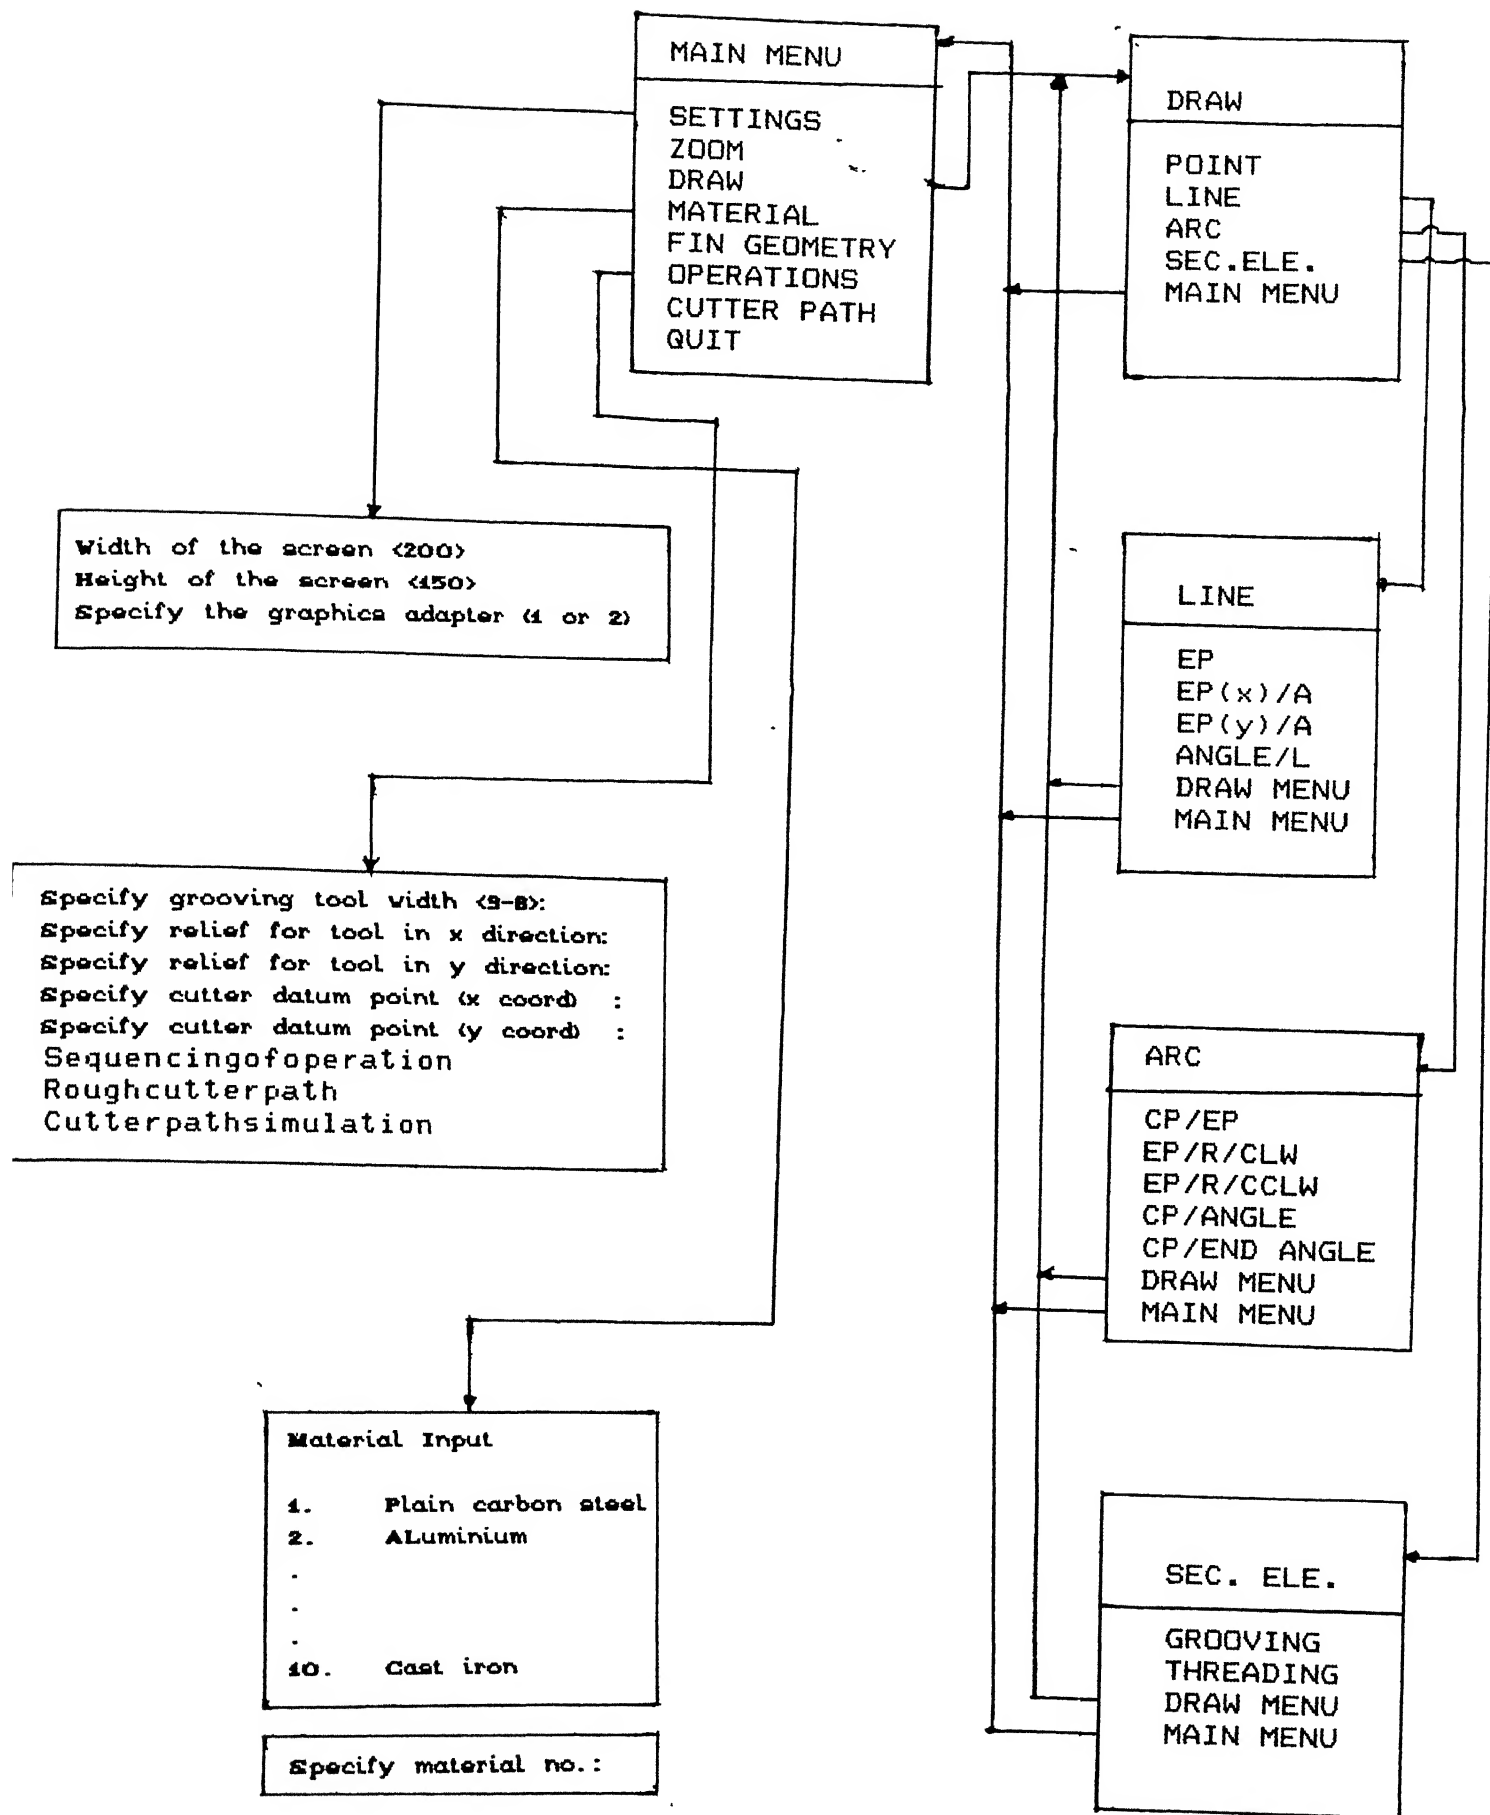 MAIN MENU
SETTINGS
ZOOM
DRAW
MATERIAL
FIN GEOMETRY
OPERATIONS
CUTTER PATH
QUIT
DRAW
POINT
LINE
ARC
SEC.ELE.
MAIN MENU
Width of the screen <200>
Height of the screen <150>
Specify the graphics adapter (1 or 2)
LINE
EP
EP(x)/A
EP(y)/A
ANGLE/L
DRAW MENU
MAIN MENU
Specify grooving tool width <3-8>:
Specify relief for tool in x direction:
Specify relief for tool in y direction:
Specify cutter datum point (x coord) :
Specify cutter datum point (y coord) :
Sequencingofoperation
Roughcutterpath
Cutterpathsimulation
ARC
CP/EP
EP/R/CLW
EP/R/CCLW
CP/ANGLE
CP/END ANGLE
DRAW MENU
MAIN MENU
Material Input
1. Plain carbon steel
2. ALuminium
.
.
.
10. Cast iron
Specify material no.:
SEC. ELE.
GROOVING
THREADING
DRAW MENU
MAIN MENU